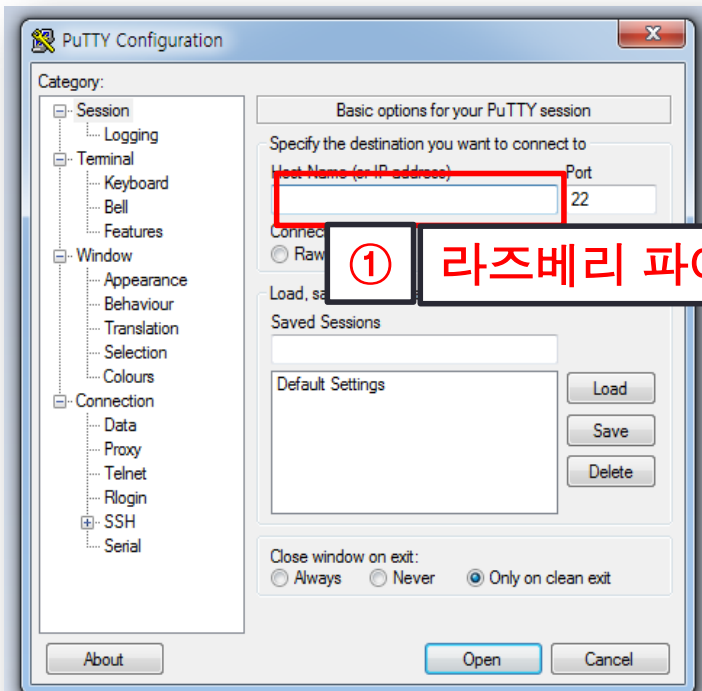 PuTTY Configuration
Category:
Session
Logging
Terminal
Keyboard
Bell
Features
Window
Appearance
Behaviour
Translation
Selection
Colours
Connection
Data
Proxy
Telnet
Rlogin
SSH
Serial
Basic options for your PuTTY session
Specify the destination you want to connect to
Host Name (or IP address) Port
22
Raw
① 라즈베리
Load,
Saved Sessions
Default Settings
Load
Save
Delete
Close window on exit:
Always Never Only on clean exit
About Open Cancel